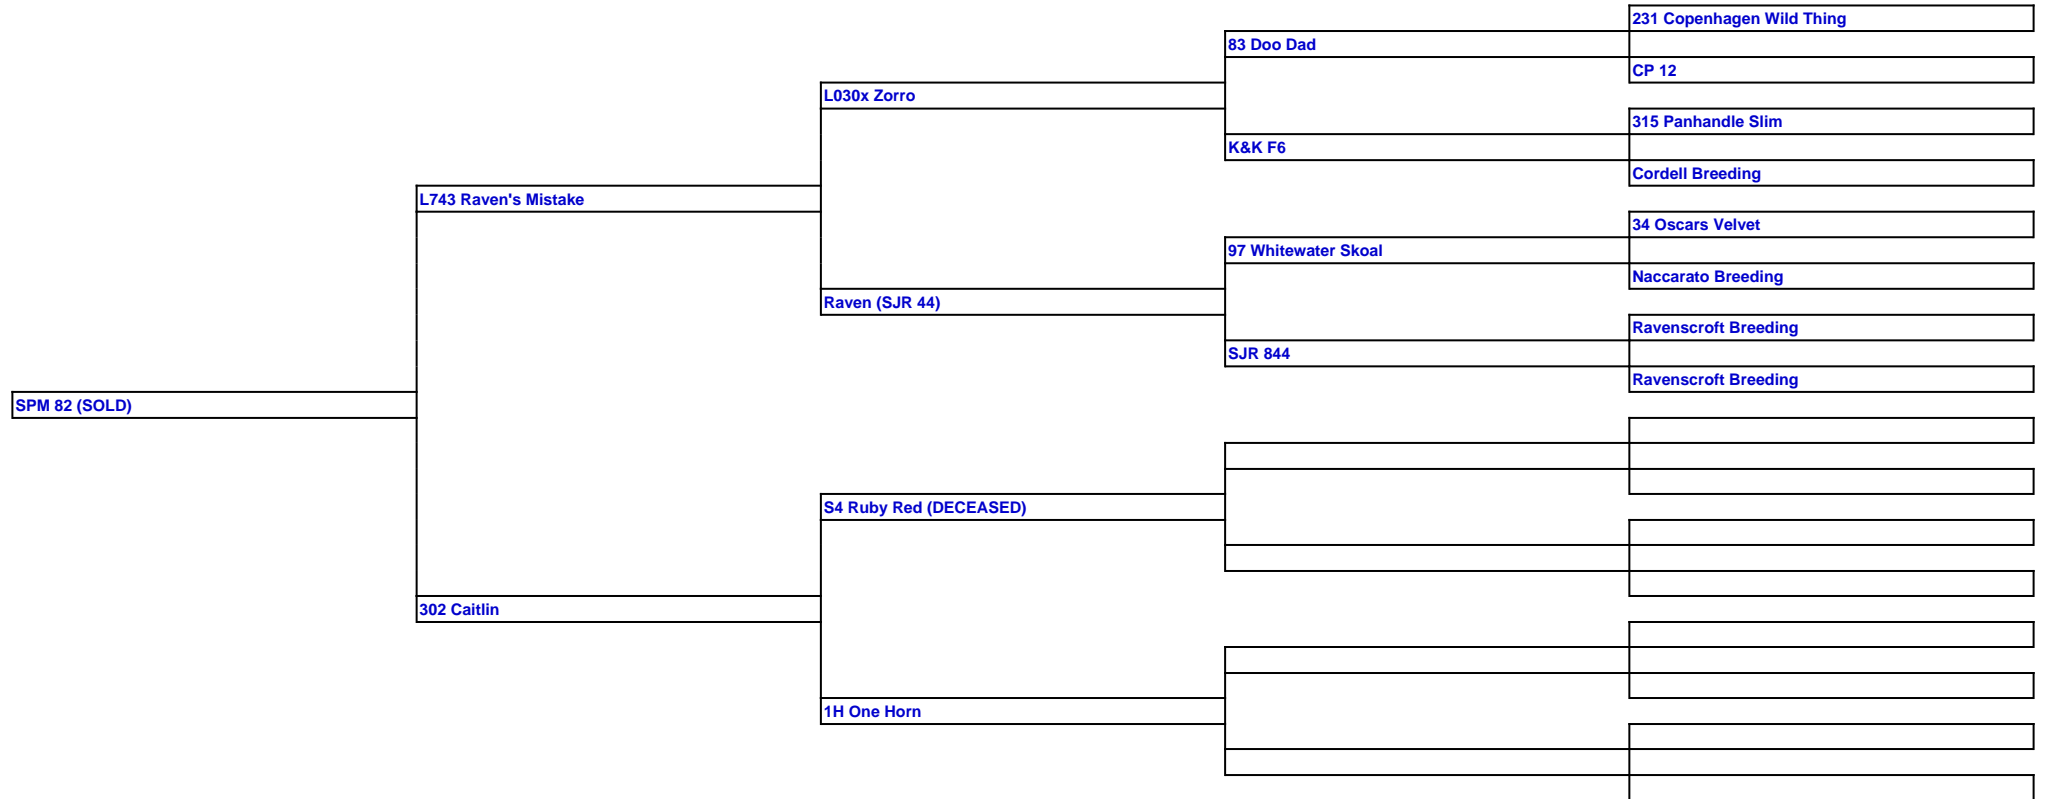 231 Copenhagen Wild Thing
83 Doo Dad
CP 12
L030x Zorro
315 Panhandle Slim
K&K F6
Cordell Breeding
L743 Raven's Mistake
34 Oscars Velvet
97 Whitewater Skoal
Naccarato Breeding
Raven (SJR 44)
Ravenscroft Breeding
SJR 844
Ravenscroft Breeding
SPM 82 (SOLD)
S4 Ruby Red (DECEASED)
302 Caitlin
1H One Horn